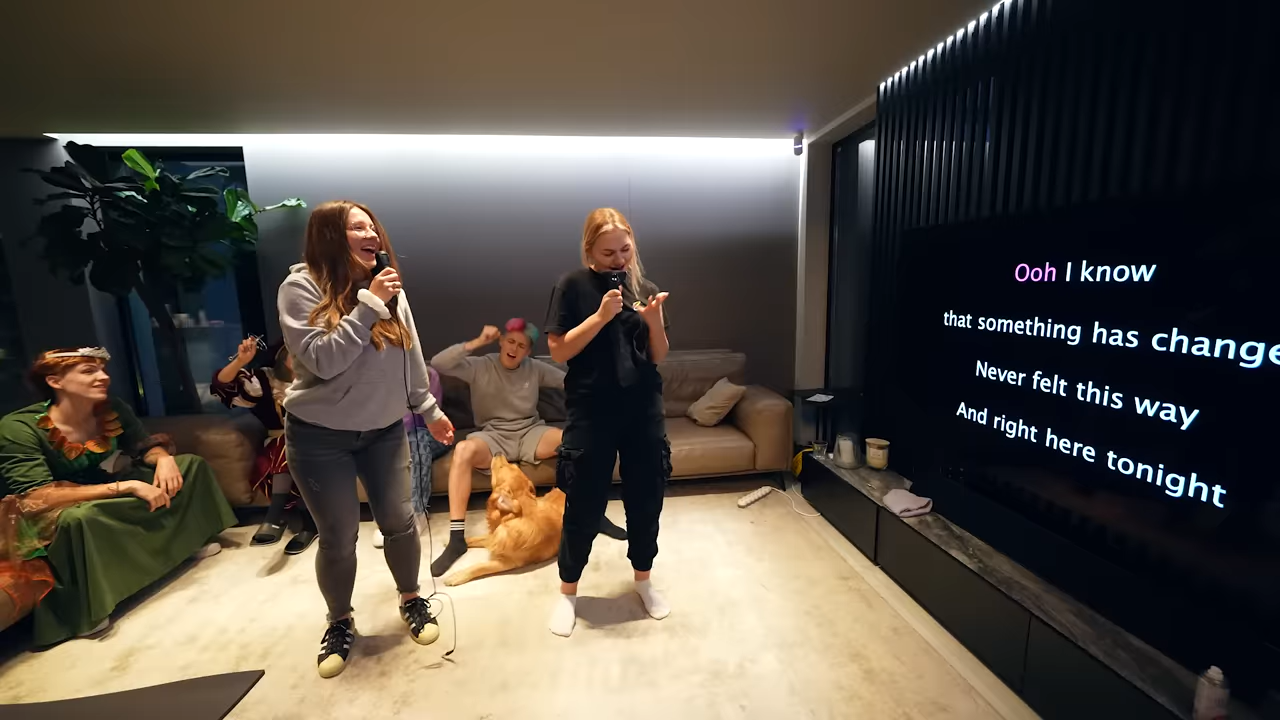 Ooh I know
that something has change
Never felt this way
And right here tonight